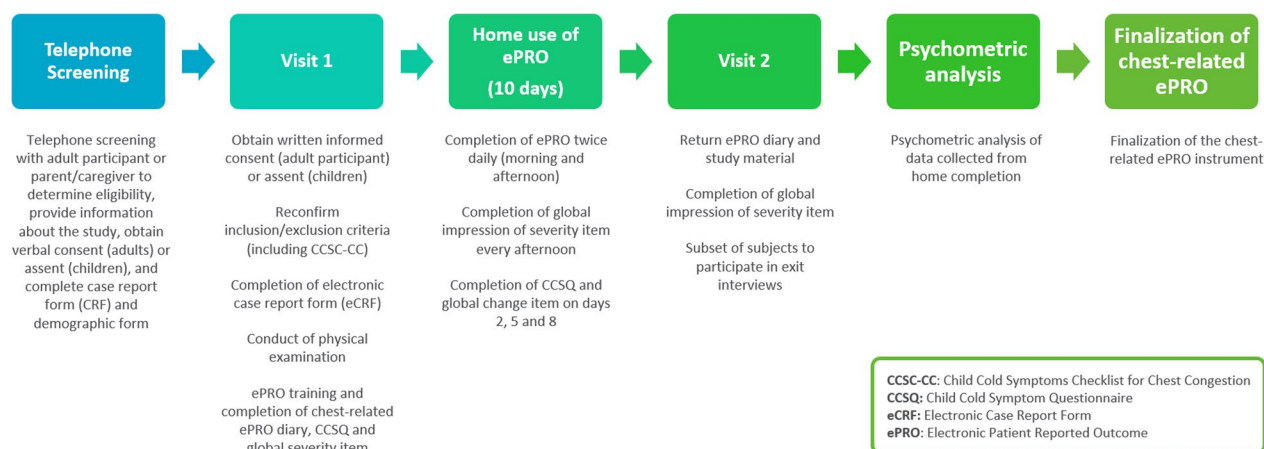 Telephone
Screening
Visit 1
Home use of
ePRO
(10 days)
Visit 2
Psychometric
analysis
Finalization of
chest-related
ePRO
Telephone screening
with adult participant or
parent/caregiver to
determine eligibility,
provide information
about the study, obtain
verbal consent (adults) or
assent (children), and
complete case report
form (CRF) and
demographic form
Obtain written informed
consent (adult participant)
or assent (children)
Reconfirm
inclusion/exclusion criteria
(including CCSC-CC)
Completion of electronic
case report form (eCRF)
Conduct of physical
examination
ePRO training and
completion of chest-related
ePRO diary, CCSQ and
global severity item
Completion of ePRO twice
daily (morning and
afternoon)
Completion of global
impression of severity item
every afternoon
Completion of CCSQ and
global change item on days
2, 5 and 8
Return ePRO diary and
study material
Completion of global
impression of severity item
Subset of subjects to
participate in exit
interviews
Psychometric analysis of
data collected from
home completion
Finalization of the chest-
related ePRO instrument
CCSC-CC: Child Cold Symptoms Checklist for Chest Congestion
CCSQ: Child Cold Symptom Questionnaire
eCRF: Electronic Case Report Form
ePRO: Electronic Patient Reported Outcome